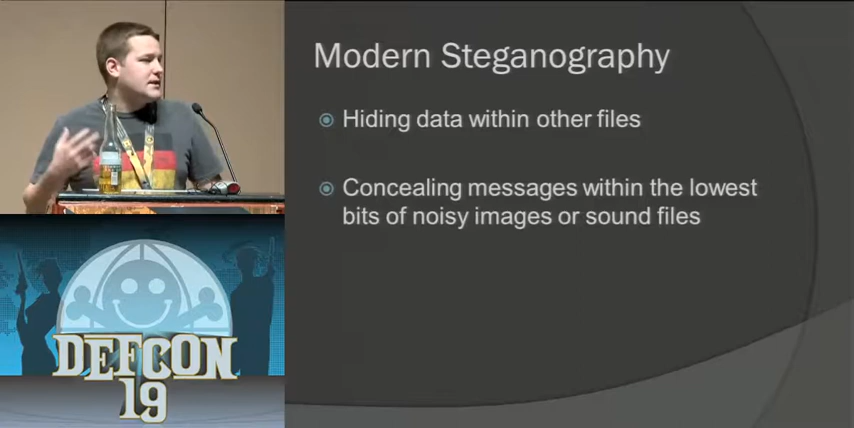 Modern Steganography
Hiding data within other files
Concealing messages within the lowest
bits of noisy images or sound files
DEFCON
19